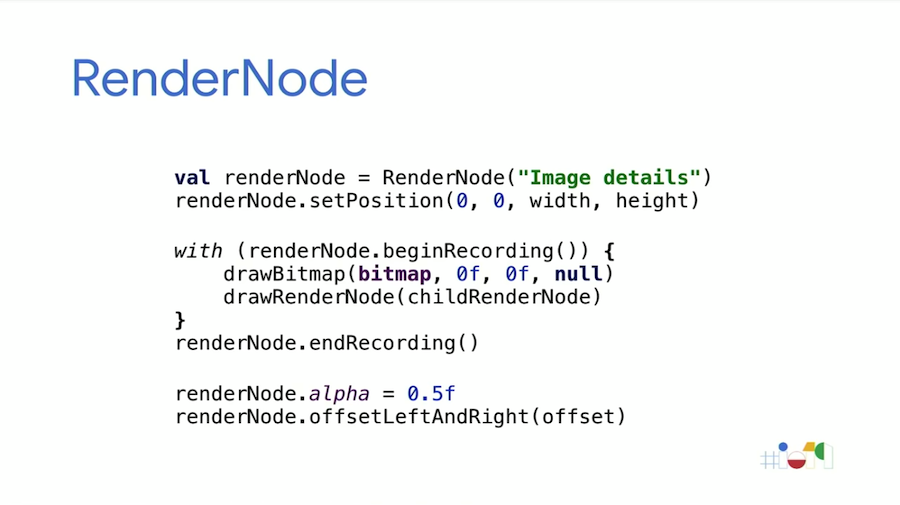 RenderNode
val renderNode = RenderNode("Image details")
renderNode.setPosition(0, 0, width, height)
with (renderNode.beginRecording()) {
    drawBitmap(bitmap, 0f, 0f, null)
    drawRenderNode(childRenderNode)
}
renderNode.endRecording()
renderNode.alpha = 0.5f
renderNode.offsetLeftAndRight(offset)
#io19